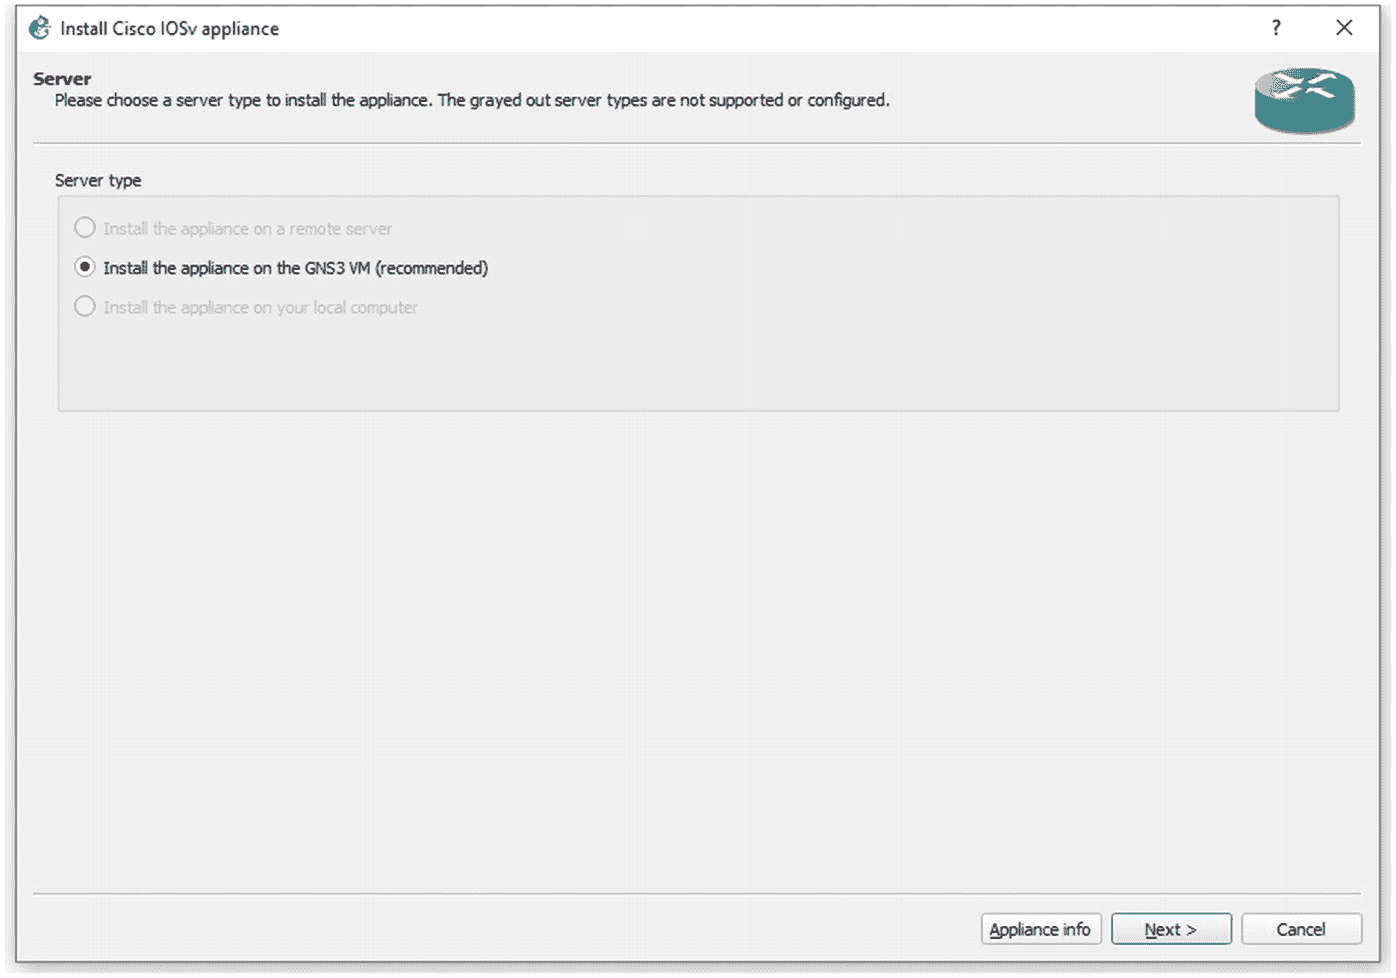 Install Cisco IOSv appliance
?
Server
Please choose a server type to install the appliance. The grayed out server types are not supported or configured.
Server type
Install the appliance on a remote server
Install the appliance on the GNS3 VM (recommended)
Install the appliance on your local computer
Appliance info
Next >
Cancel